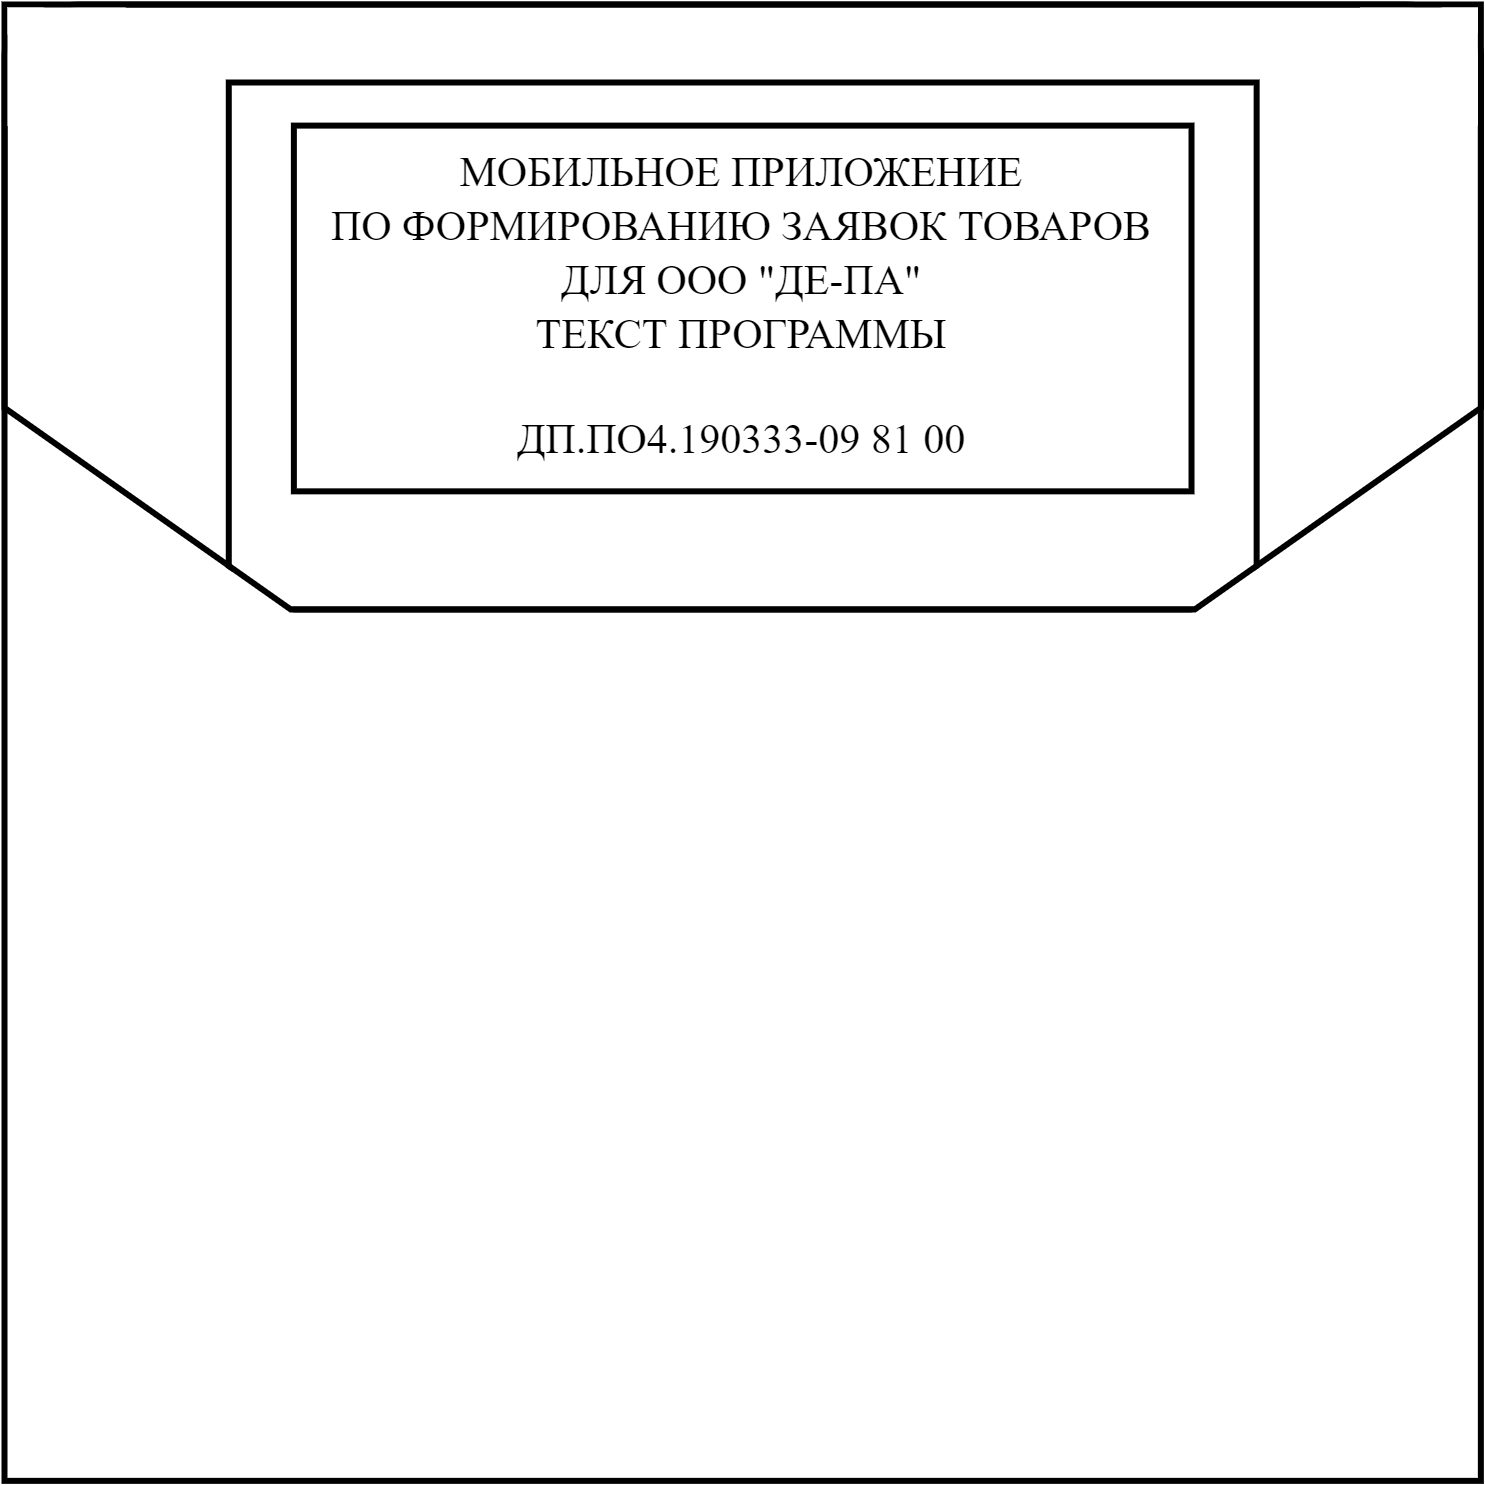 МОБИЛЬНОЕ ПРИЛОЖЕНИЕ
ПО ФОРМИРОВАНИЮ ЗАЯВОК ТОВАРОВ
ДЛЯ ООО "ДЕ-ПА"
ТЕКСТ ПРОГРАММЫ
ДП.ПО4.190333-09 81 00